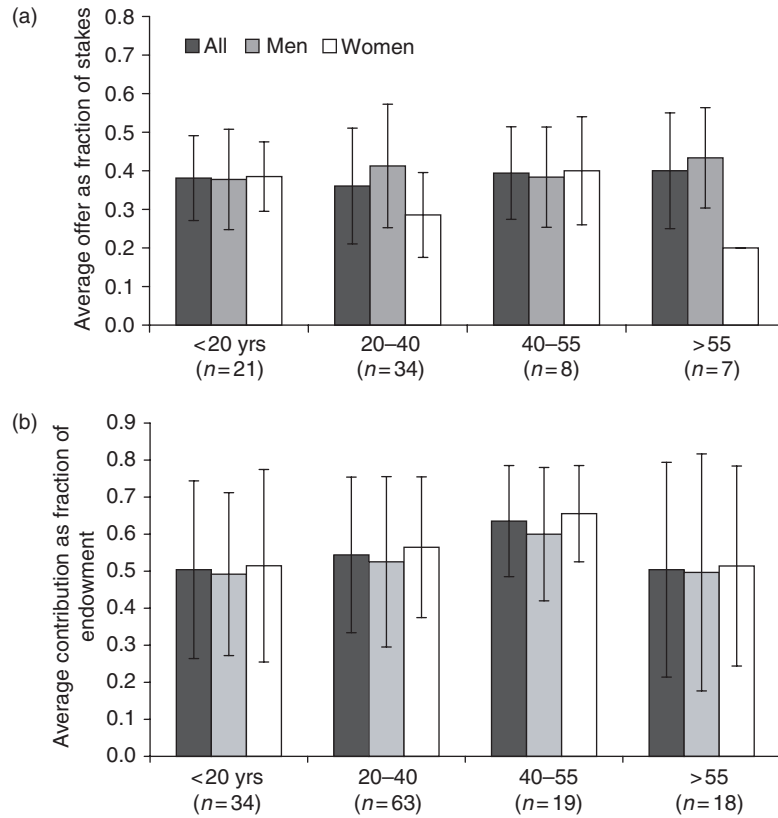 (a)
Average offer as fraction of stakes
0.8
0.7
0.6
0.5
0.4
0.3
0.2
0.1
0.0
All Men Women
<20 yrs 20–40 40–55 >55
(n=21) (n=34) (n=8) (n=7)
(b)
Average contribution as fraction of
endowment
0.9
0.8
0.7
0.6
0.5
0.4
0.3
0.2
0.1
0.0
<20 yrs 20–40 40–55 >55
(n=34) (n=63) (n=19) (n=18)